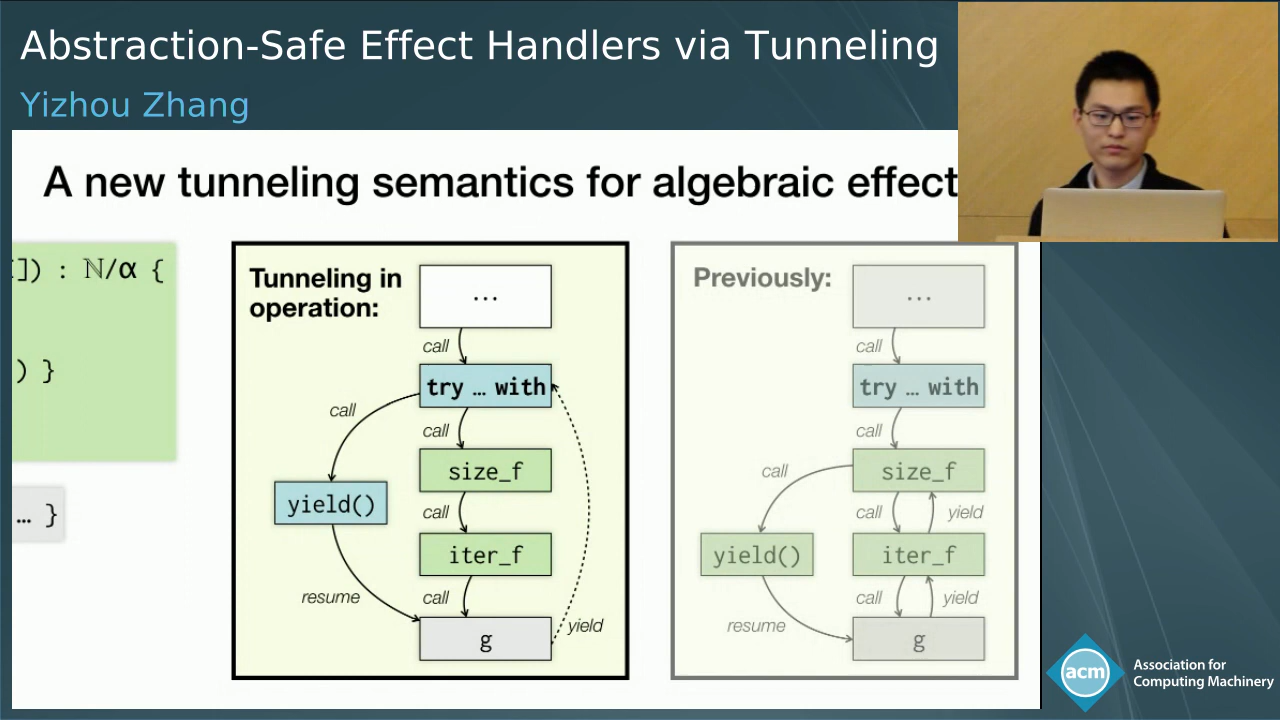 Abstraction-Safe Effect Handlers via Tunneling
Yizhou Zhang
A new tunneling semantics for algebraic effect
]) : ℕ/α {
) }
… }
Tunneling in
operation:
...
call
try … with
call
call
size_f
yield()
call
iter_f
resume
call
yield
g
Previously:
...
call
try … with
call
call
size_f
call
yield
yield()
iter_f
call
yield
resume
g
acm
Association for
Computing Machinery